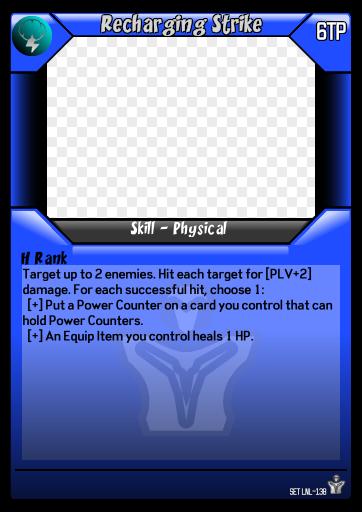 Recharging Strike
6TP
Skill - Physical
H Rank
Target up to 2 enemies. Hit each target for [PLV+2]
damage. For each successful hit, choose 1:
[+] Put a Power Counter on a card you control that can
hold Power Counters.
[+] An Equip Item you control heals 1 HP.
SET LNL-138